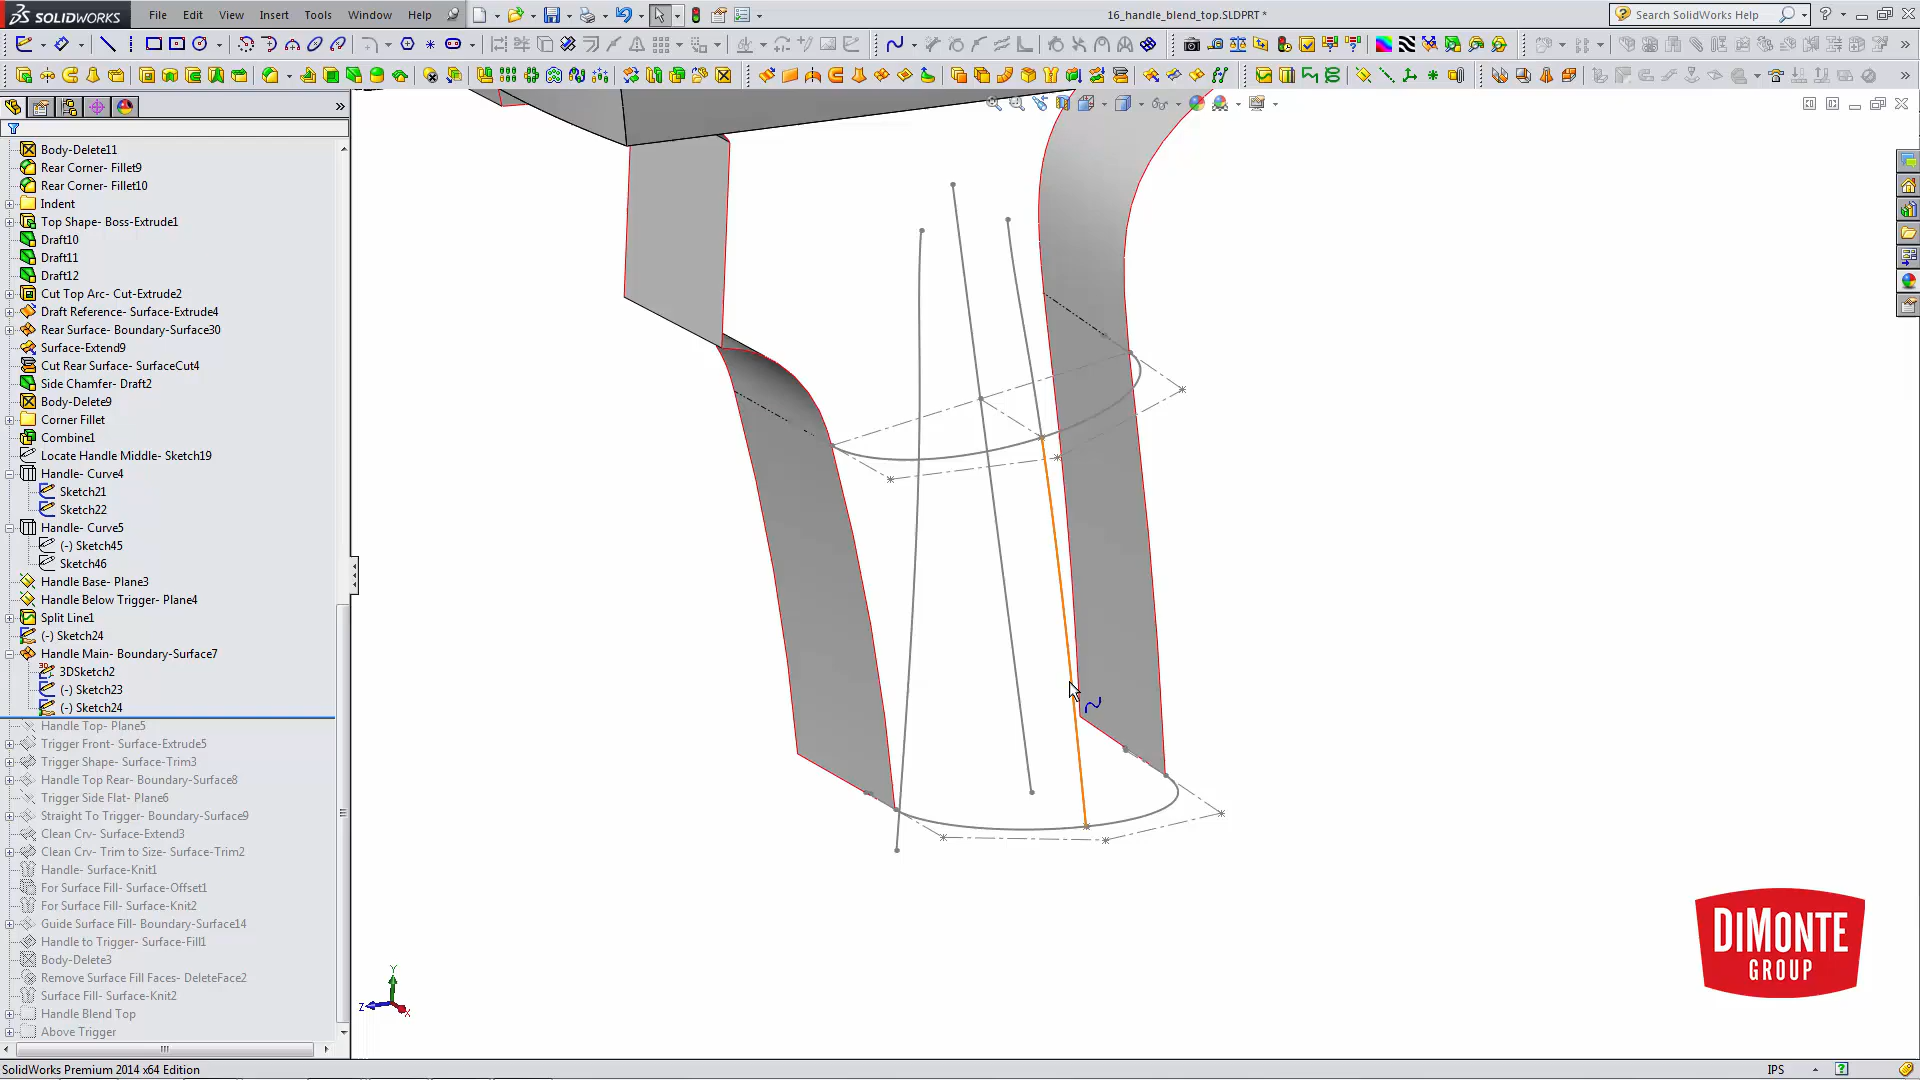 SOLIDWORKS File Edit View Insert Tools Window Help 16_handle_blend_top.SLDPRT * Search SolidWorks Help
Body-Delete11
Rear Corner- Fillet9
Rear Corner- Fillet10
Indent
Top Shape- Boss-Extrude1
Draft10
Draft11
Draft12
Cut Top Arc- Cut-Extrude2
Draft Reference- Surface-Extrude4
Rear Surface- Boundary-Surface30
Surface-Extend9
Cut Rear Surface- SurfaceCut4
Side Chamfer- Draft2
Body-Delete9
Corner Fillet
Combine1
Locate Handle Middle- Sketch19
Handle- Curve4
Sketch21
Sketch22
Handle- Curve5
(-) Sketch45
Sketch46
Handle Base- Plane3
Handle Below Trigger- Plane4
Split Line1
(-) Sketch24
Handle Main- Boundary-Surface7
3DSketch2
(-) Sketch23
(-) Sketch24
Handle Top- Plane5
Trigger Front- Surface-Extrude5
Trigger Shape- Surface-Trim3
Handle Top Rear- Boundary-Surface8
Trigger Side Flat- Plane6
Straight To Trigger- Boundary-Surface9
Clean Crv- Surface-Extend3
Clean Crv- Trim to Size- Surface-Trim2
Handle- Surface-Knit1
For Surface Fill- Surface-Offset1
For Surface Fill- Surface-Knit2
Guide Surface Fill- Boundary-Surface14
Handle to Trigger- Surface-Fill1
Body-Delete3
Remove Surface Fill Faces- DeleteFace2
Surface Fill- Surface-Knit2
Handle Blend Top
Above Trigger
Y
Z
X
DIMONTE
GROUP
SolidWorks Premium 2014 x64 Edition IPS